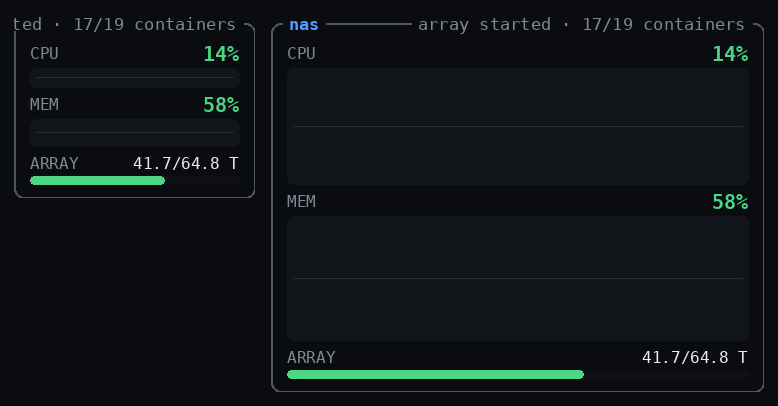 ted · 17/19 containers
CPU 14%
MEM 58%
ARRAY 41.7/64.8 T
nas array started · 17/19 containers
CPU 14%
MEM 58%
ARRAY 41.7/64.8 T